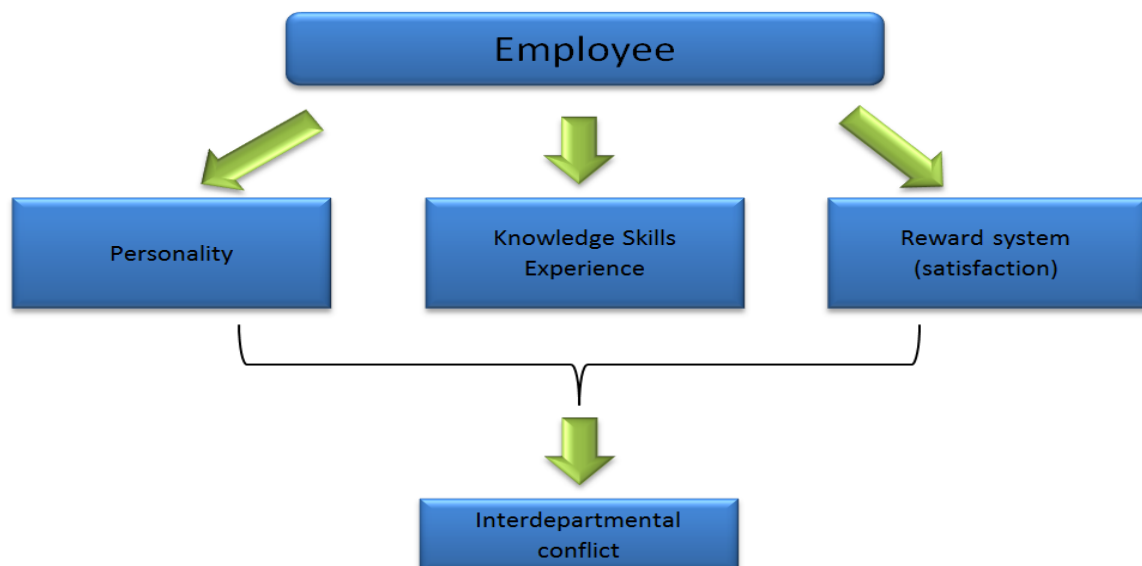 Employee
Personality
Knowledge Skills
Experience
Reward system
(satisfaction)
Interdepartmental
conflict